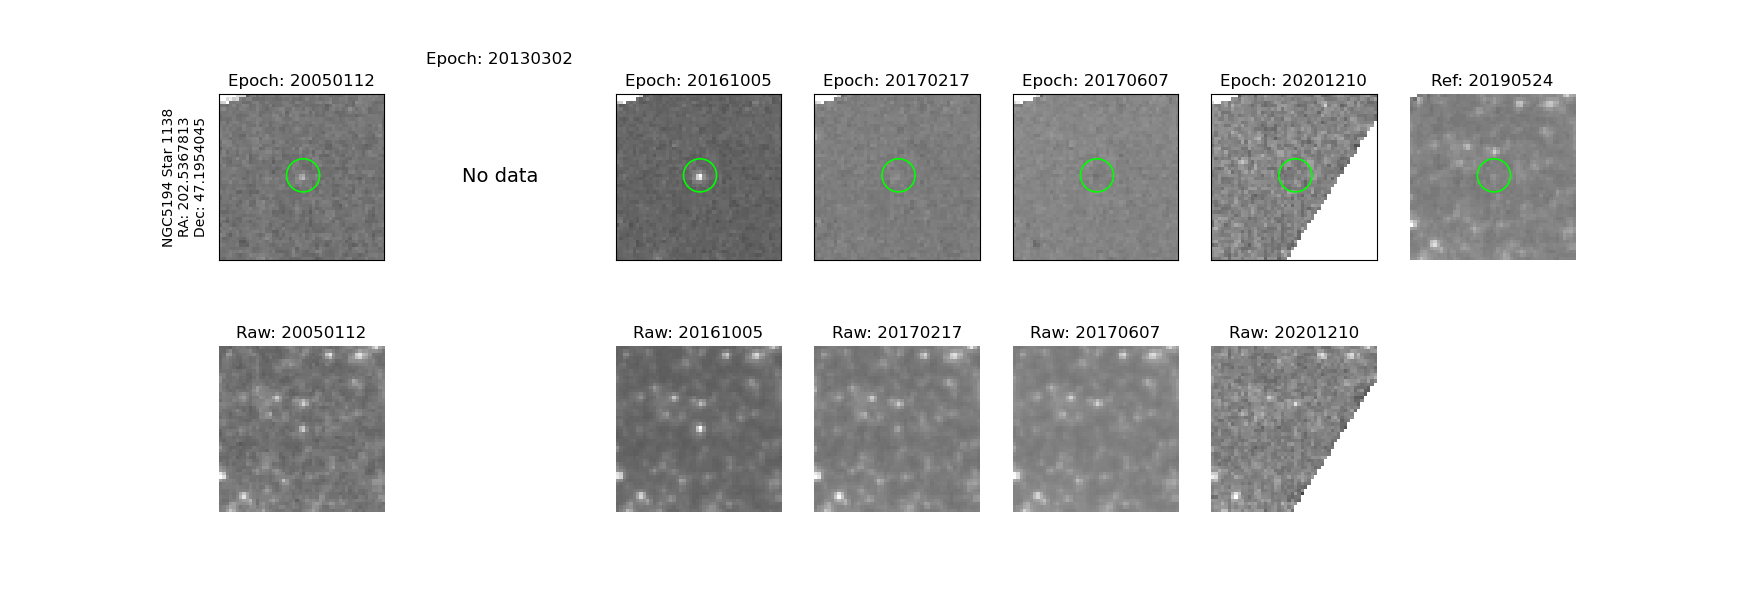 Epoch: 20050112
Epoch: 20130302
Epoch: 20161005
Epoch: 20170217
Epoch: 20170607
Epoch: 20201210
Ref: 20190524
NGC5194 Star 1138
RA: 202.5367813
Dec: 47.1954045
No data
Raw: 20050112
Raw: 20161005
Raw: 20170217
Raw: 20170607
Raw: 20201210